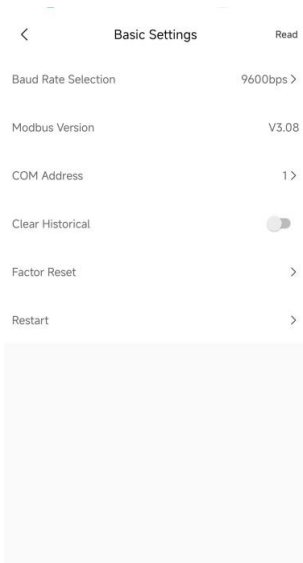 Basic Settings Read
Baud Rate Selection 9600bps >
Modbus Version V3.08
COM Address 1 >
Clear Historical
Factor Reset >
Restart >